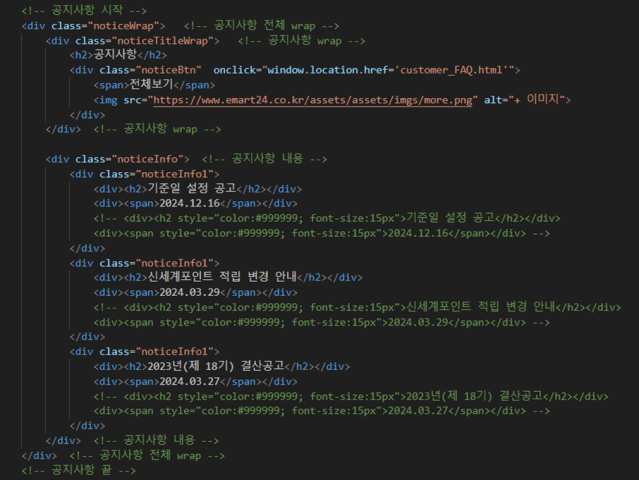 <!-- 공지사항 시작 -->
<div class="noticeWrap">   <!-- 공지사항 전체 wrap -->
    <div class="noticeTitleWrap">   <!-- 공지사항 wrap -->
        <h2>공지사항</h2>
        <div class="noticeBtn"  onclick="window.location.href='customer_FAQ.html'">
            <span>전체보기</span>
            <img src="https://www.emart24.co.kr/assets/assets/imgs/more.png" alt="+ 이미지">
        </div>
    </div>  <!-- 공지사항 wrap -->
    <div class="noticeInfo">  <!-- 공지사항 내용 -->
        <div class="noticeInfo1">
            <div><h2>기준일 설정 공고</h2></div>
            <div><span>2024.12.16</span></div>
            <!-- <div><h2 style="color:#999999; font-size:15px">기준일 설정 공고</h2></div>
            <div><span style="color:#999999; font-size:15px">2024.12.16</span></div> -->
        </div>
        <div class="noticeInfo1">
            <div><h2>신세계포인트 적립 변경 안내</h2></div>
            <div><span>2024.03.29</span></div>
            <!-- <div><h2 style="color:#999999; font-size:15px">신세계포인트 적립 변경 안내</h2></div>
            <div><span style="color:#999999; font-size:15px">2024.03.29</span></div> -->
        </div>
        <div class="noticeInfo1">
            <div><h2>2023년(제 18기) 결산공고</h2></div>
            <div><span>2024.03.27</span></div>
            <!-- <div><h2 style="color:#999999; font-size:15px">2023년(제 18기) 결산공고</h2></div>
            <div><span style="color:#999999; font-size:15px">2024.03.27</span></div> -->
        </div>
    </div>  <!-- 공지사항 내용 -->
</div>  <!-- 공지사항 전체 wrap -->
<!-- 공지사항 끝 -->